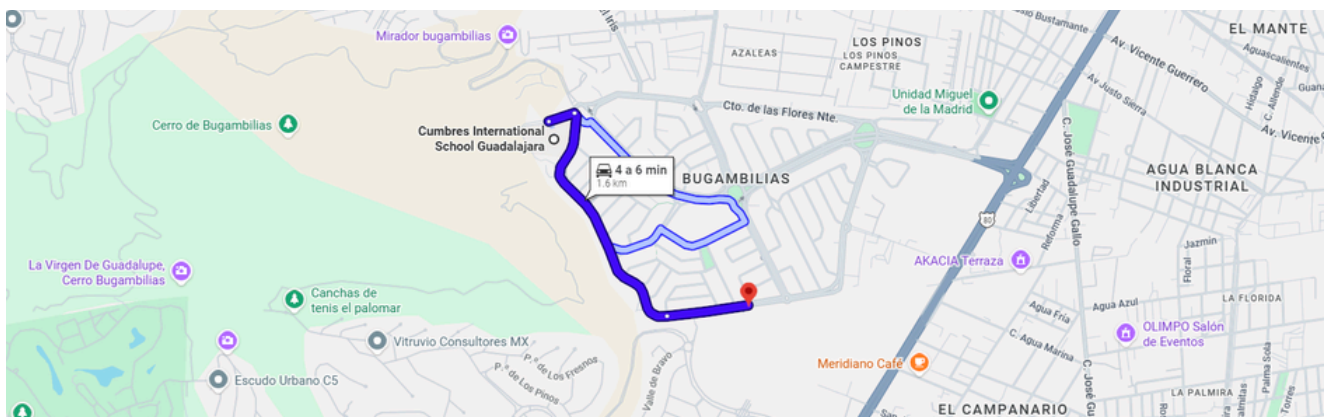 Mirador bugambilias
AZALEAS
LOS PINOS
LOS PINOS
CAMPESTRE
EL MANTE
Aguascalientes
Av. Vicente Guerrero
Av Justo Sierra
Hidalgo
C. Allende
Av. Vicente
Unidad Miguel
de la Madrid
Cto. de las Flores Nte.
Cerro de Bugambilias
Cumbres International
School Guadalajara
4 a 6 min
1.6 km
BUGAMBILIAS
AGUA BLANCA
INDUSTRIAL
C. José Guadalupe Gallo
Libertad
Reforma
80
AKACIA Terraza
Jazmín
Floral
La Virgen De Guadalupe,
Cerro Bugambilias
Canchas de
tenis el palomar
Agua Fría
Agua Azul
LA FLORIDA
C. Agua Marina
OLIMPO Salón
de Eventos
Vitruvio Consultores MX
Escudo Urbano C5
P.º de Los Fresnos
P.º de Los Pinos
Valle de Bravo
Meridiano Café
Palma Sola
LA PALMIRA
Torres
EL CAMPANARIO
C. José Gu